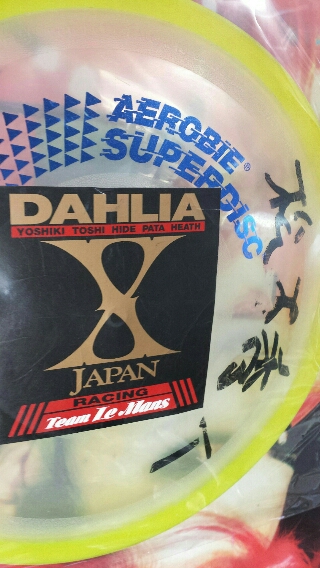 AEROBIE®
SUPERDISC
DAHLIA
YOSHIKI TOSHI HIDE PATA HEATH
X
JAPAN
RACING
Team Le Mans